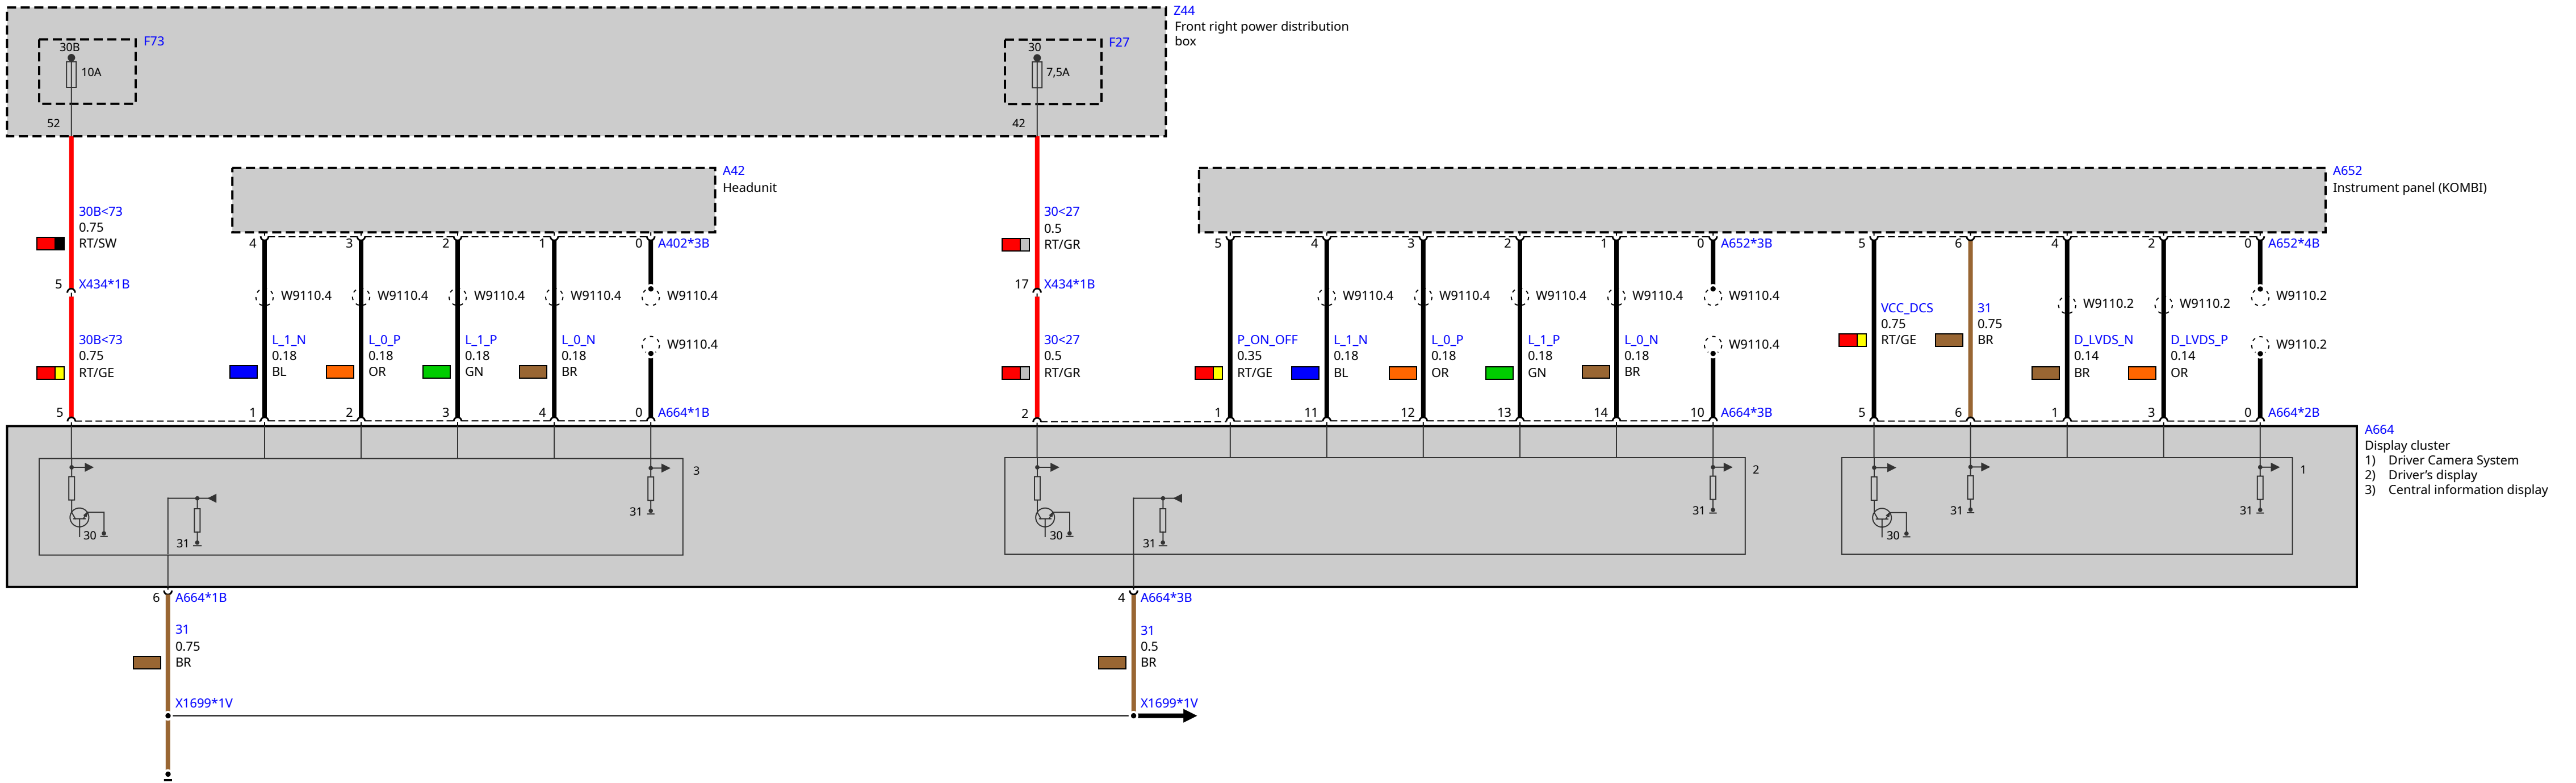 Z44
Front right power distribution
box
F73
30B
10A
52
F27
30
7,5A
42
A42
Headunit
A652
Instrument panel (KOMBI)
30B<73
0.75
RT/SW
5
X434*1B
30B<73
0.75
RT/GE
5
4
3
2
1
0
A402*3B
W9110.4
W9110.4
W9110.4
W9110.4
W9110.4
W9110.4
L_1_N
0.18
BL
L_0_P
0.18
OR
L_1_P
0.18
GN
L_0_N
0.18
BR
1
2
3
4
0
A664*1B
30<27
0.5
RT/GR
17
X434*1B
30<27
0.5
RT/GR
2
5
4
3
2
1
0
A652*3B
W9110.4
W9110.4
W9110.4
W9110.4
W9110.4
W9110.4
P_ON_OFF
0.35
RT/GE
L_1_N
0.18
BL
L_0_P
0.18
OR
L_1_P
0.18
GN
L_0_N
0.18
BR
1
11
12
13
14
10
A664*3B
5
6
4
2
0
A652*4B
W9110.2
W9110.2
W9110.2
W9110.2
VCC_DCS
0.75
RT/GE
31
0.75
BR
D_LVDS_N
0.14
BR
D_LVDS_P
0.14
OR
5
6
1
3
0
A664*2B
A664
Display cluster
1) Driver Camera System
2) Driver’s display
3) Central information display
3
30
31
31
2
30
31
31
1
30
31
31
6
A664*1B
31
0.75
BR
X1699*1V
4
A664*3B
31
0.5
BR
X1699*1V